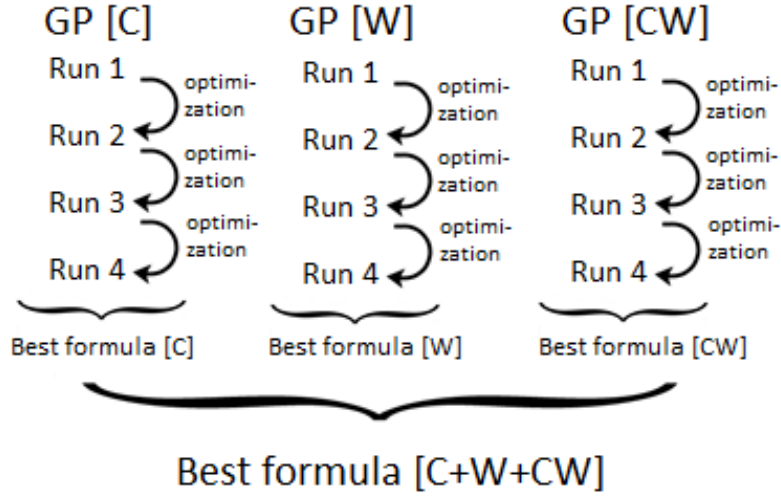 GP [C]
Run 1
optimi-
zation
Run 2
optimi-
zation
Run 3
optimi-
zation
Run 4
Best formula [C]
GP [W]
Run 1
optimi-
zation
Run 2
optimi-
zation
Run 3
optimi-
zation
Run 4
Best formula [W]
GP [CW]
Run 1
optimi-
zation
Run 2
optimi-
zation
Run 3
optimi-
zation
Run 4
Best formula [CW]
Best formula [C+W+CW]